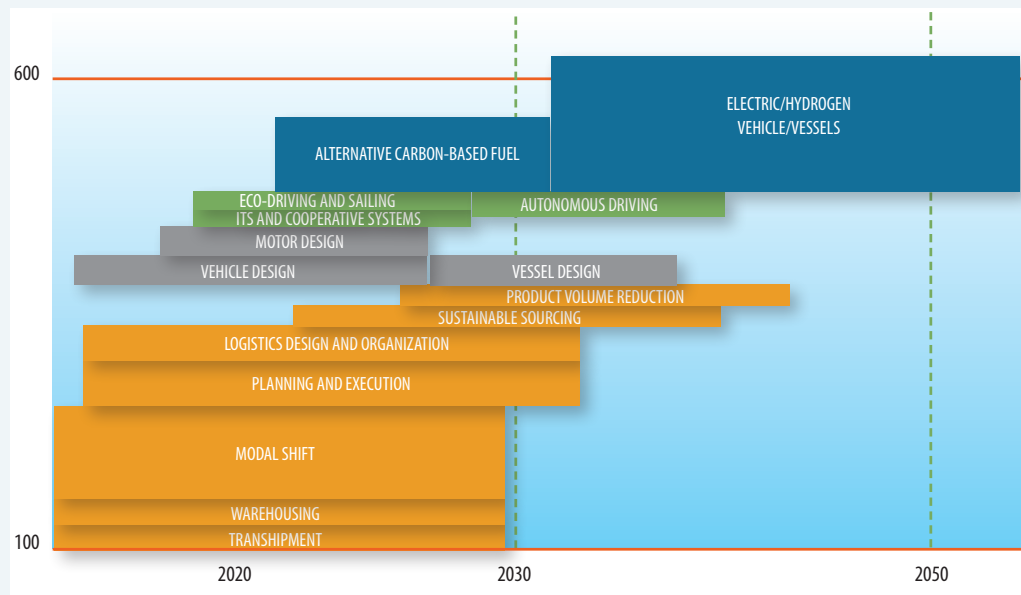 600
ELECTRIC/HYDROGEN
VEHICLE/VESSELS
ALTERNATIVE CARBON-BASED FUEL
ECO-DRIVING AND SAILING
AUTONOMOUS DRIVING
ITS AND COOPERATIVE SYSTEMS
MOTOR DESIGN
VEHICLE DESIGN
VESSEL DESIGN
PRODUCT VOLUME REDUCTION
SUSTAINABLE SOURCING
LOGISTICS DESIGN AND ORGANIZATION
PLANNING AND EXECUTION
MODAL SHIFT
WAREHOUSING
TRANSHIPMENT
100
2020
2030
2050